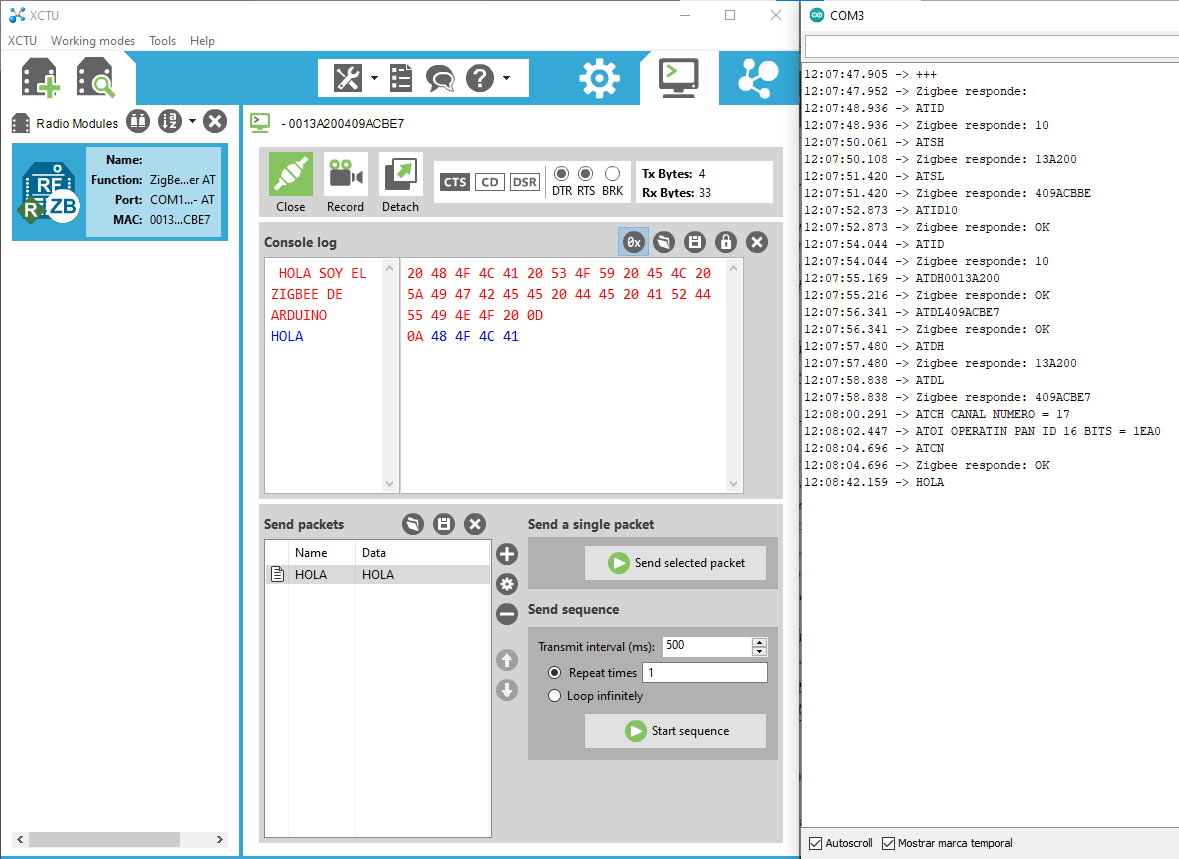 XCTU
XCTU Working modes Tools Help
Radio Modules
Name:
Function: ZigBe...er AT
Port: COM1...- AT
MAC: 0013...CBE7
- 0013A200409ACBE7
Close Record Detach
CTS CD DSR
DTR RTS BRK
Tx Bytes: 4
Rx Bytes: 33
Console log
0x
HOLA SOY EL
ZIGBEE DE
ARDUINO
HOLA
20 48 4F 4C 41 20 53 4F 59 20 45 4C 20
5A 49 47 42 45 45 20 44 45 20 41 52 44
55 49 4E 4F 20 0D
0A 48 4F 4C 41
Send packets
Name Data
HOLA HOLA
Send a single packet
Send selected packet
Send sequence
Transmit interval (ms): 500
Repeat times 1
Loop infinitely
Start sequence
COM3
12:07:47.905 -> +++
12:07:47.952 -> Zigbee responde:
12:07:48.936 -> ATID
12:07:48.936 -> Zigbee responde: 10
12:07:50.061 -> ATSH
12:07:50.108 -> Zigbee responde: 13A200
12:07:51.420 -> ATSL
12:07:51.420 -> Zigbee responde: 409ACBBE
12:07:52.873 -> ATID10
12:07:52.873 -> Zigbee responde: OK
12:07:54.044 -> ATID
12:07:54.044 -> Zigbee responde: 10
12:07:55.169 -> ATDH0013A200
12:07:55.216 -> Zigbee responde: OK
12:07:56.341 -> ATDL409ACBE7
12:07:56.341 -> Zigbee responde: OK
12:07:57.480 -> ATDH
12:07:57.480 -> Zigbee responde: 13A200
12:07:58.838 -> ATDL
12:07:58.838 -> Zigbee responde: 409ACBE7
12:08:00.291 -> ATCH CANAL NUMERO = 17
12:08:02.447 -> ATOI OPERATIN PAN ID 16 BITS = 1EA0
12:08:04.696 -> ATCN
12:08:04.696 -> Zigbee responde: OK
12:08:42.159 -> HOLA
Autoscroll Mostrar marca temporal
RF
R ZB